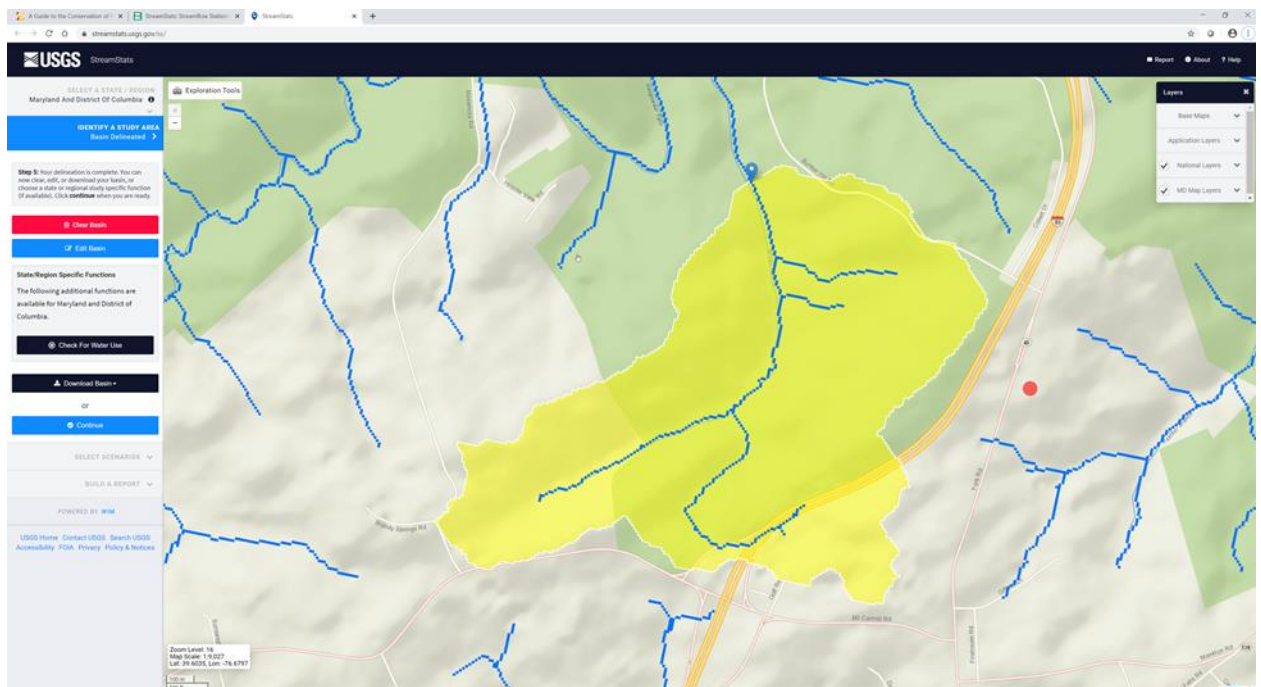 A Guide to the Conservation of
StreamStats: Streamflow Statistic
StreamStats
streamstats.usgs.gov/ss/
USGS
StreamStats
Report
About
? Help
SELECT A STATE / REGION
Maryland And District Of Columbia
IDENTIFY A STUDY AREA
Basin Delineated
Step 5: Your delineation is complete. You can
now clear, edit, or download your basin, or
choose a state or regional study specific function
(if available). Click continue when you are ready.
Clear Basin
Edit Basin
State/Region Specific Functions
The following additional functions are
available for Maryland and District of
Columbia.
Check For Water Use
Download Basin
or
Continue
SELECT SCENARIOS
BUILD A REPORT
POWERED BY WIM
USGS Home Contact USGS Search USGS
Accessibility FOIA Privacy Policy & Notices
Exploration Tools
+
-
Layers
Base Maps
Application Layers
National Layers
MD Map Layers
83
Park Rd
Mt Carmel Rd
Zoom Level: 16
Map Scale: 1:9,027
Lat: 39.6035, Lon: -76.6797
100 m